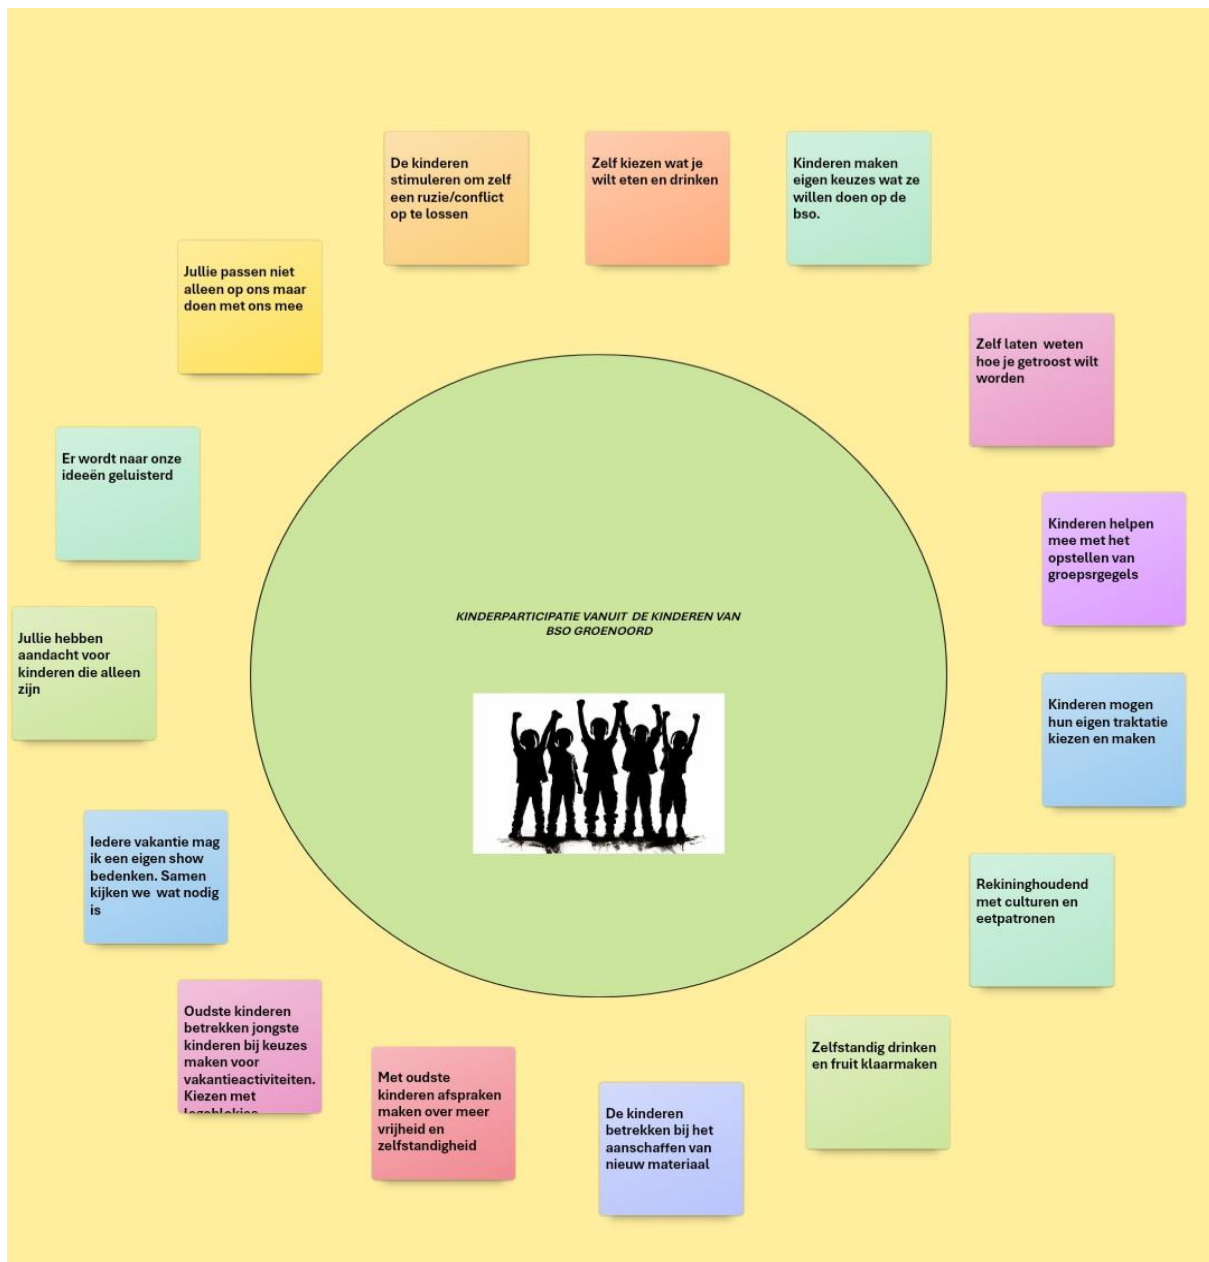 De kinderen
stimuleren om zelf
een ruzie/conflict
op te lossen
Zelf kiezen wat je
wilt eten en drinken
Kinderen maken
eigen keuzes wat ze
willen doen op de
bso.
Jullie passen niet
alleen op ons maar
doen met ons mee
Zelf laten weten
hoe je getroost wilt
worden
Er wordt naar onze
ideeën geluisterd
Kinderen helpen
mee met het
opstellen van
groepsrgegels
KINDERPARTICIPATIE VANUIT DE KINDEREN VAN
BSO GROENOORD
Jullie hebben
aandacht voor
kinderen die alleen
zijn
Kinderen mogen
hun eigen traktatie
kiezen en maken
Iedere vakantie mag
ik een eigen show
bedenken. Samen
kijken we wat nodig
is
Rekininghoudend
met culturen en
eetpatronen
Oudste kinderen
betrekken jongste
kinderen bij keuzes
maken voor
vakantieactiviteiten.
Kiezen met
Zelfstandig drinken
en fruit klaarmaken
Met oudste
kinderen afspraken
maken over meer
vrijheid en
zelfstandigheid
De kinderen
betrekken bij het
aanschaffen van
nieuw materiaal